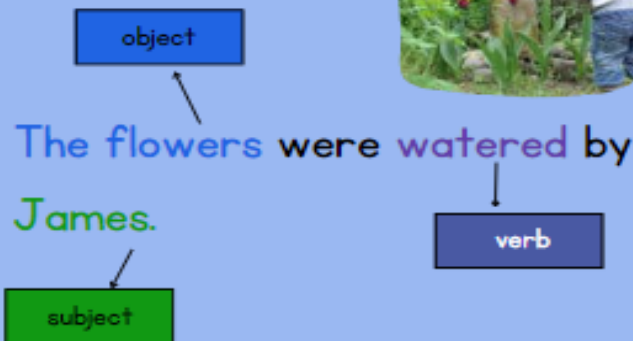 object
The flowers were watered by
James.
verb
subject